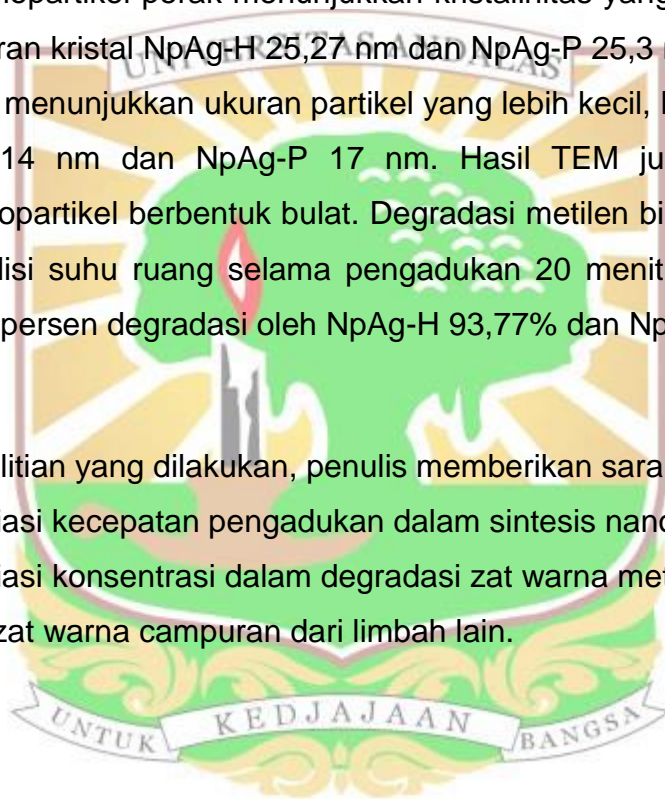 nopartikel perak menunjukkan kristalinitas yang
ran kristal NpAg-H 25,27 nm dan NpAg-P 25,3
UNIVERSITAS ANDALAS
menunjukkan ukuran partikel yang lebih kecil,
14 nm dan NpAg-P 17 nm. Hasil TEM ju
opartikel berbentuk bulat. Degradasi metilen bi
lisi suhu ruang selama pengadukan 20 menit
persen degradasi oleh NpAg-H 93,77% dan Np
litian yang dilakukan, penulis memberikan sara
iasi kecepatan pengadukan dalam sintesis nano
iasi konsentrasi dalam degradasi zat warna met
zat warna campuran dari limbah lain.
UNTUK KEDJAJAAN BANGSA